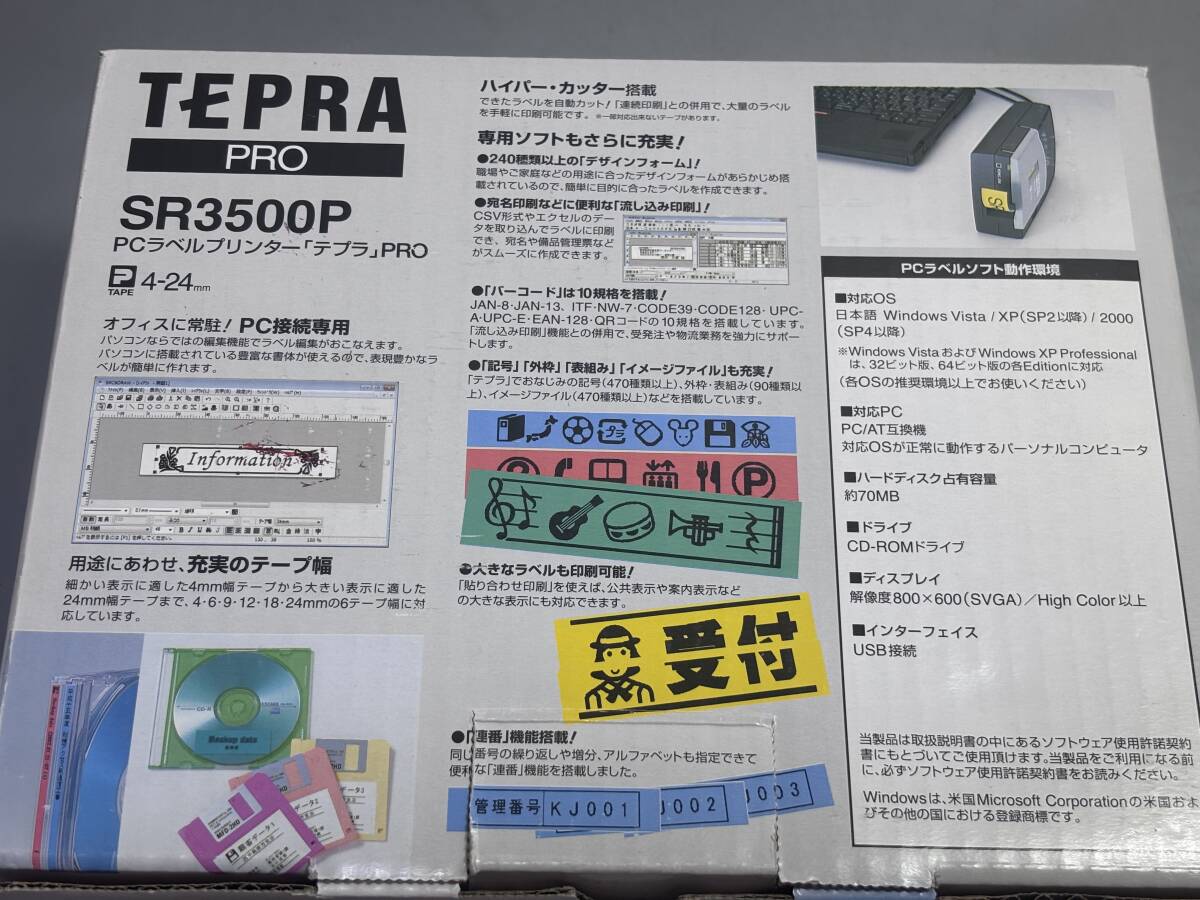 TEPRA
PRO
SR3500P
PCラベルプリンター「テプラ」PRO
TAPE 4-24mm
オフィスに常駐! PC接続専用
パソコンならではの編集機能でラベル編集がおこなえます。
パソコンに搭載されている豊富な書体が使えるので、表現豊かなラ
ベルが簡単に作れます。
Information
用途にあわせ、充実のテープ幅
細かい表示に適した4mm幅テープから大きい表示に適した
24mm幅テープまで、4・6・9・12・18・24mmの6テープ幅に対
応しています。
CD-R
Backup data
MFD-2HD
顧客データ1
データ2
データ3
ハイパー・カッター搭載
できたラベルを自動カット!「連続印刷」との併用で、大量のラベル
を手軽に印刷可能です。 ※一部対応出来ないテープがあります。
専用ソフトもさらに充実!
●240種類以上の「デザインフォーム」!
職場やご家庭などの用途に合ったデザインフォームがあらかじめ搭
載されているので、簡単に目的に合ったラベルを作成できます。
●宛名印刷などに便利な「流し込み印刷」!
CSV形式やエクセルのデー
タを取り込んでラベルに印刷
でき、宛名や備品管理票など
がスムーズに作成できます。
●「バーコード」は10規格を搭載!
JAN-8・JAN-13、ITF・NW-7・CODE39・CODE128・UPC-
A・UPC-E・EAN-128・QRコードの10規格を搭載しています。
「流し込み印刷」機能との併用で、受発注や物流業務を強力にサポー
トします。
●「記号」「外枠」「表組み」「イメージファイル」も充実!
「テプラ」でおなじみの記号(470種類以上)、外枠・表組み(90種類以
上)、イメージファイル(470種類以上)などを搭載しています。
プラ
P
●大きなラベルも印刷可能!
「貼り合わせ印刷」を使えば、公共表示や案内表示など
の大きな表示にも対応できます。
受付
●「連番」機能搭載!
同じ番号の繰り返しや増分、アルファベットも指定できて
便利な「連番」機能を搭載しました。
管理番号 KJ001
J002
J003
PCラベルソフト動作環境
■対応OS
日本語 Windows Vista / XP(SP2以降) / 2000
(SP4以降)
※Windows VistaおよびWindows XP Professional
は、32ビット版、64ビット版の各Editionに対応
(各OSの推奨環境以上でお使いください)
■対応PC
PC/AT互換機
対応OSが正常に動作するパーソナルコンピュータ
■ハードディスク占有容量
約70MB
■ドライブ
CD-ROMドライブ
■ディスプレイ
解像度800×600(SVGA)/High Color以上
■インターフェイス
USB接続
当製品は取扱説明書の中にあるソフトウェア使用許諾契約
書にもとづいてご使用頂けます。当製品をご利用になる前
に、必ずソフトウェア使用許諾契約書をお読みください。
Windowsは、米国Microsoft Corporationの米国およ
びその他の国における登録商標です。